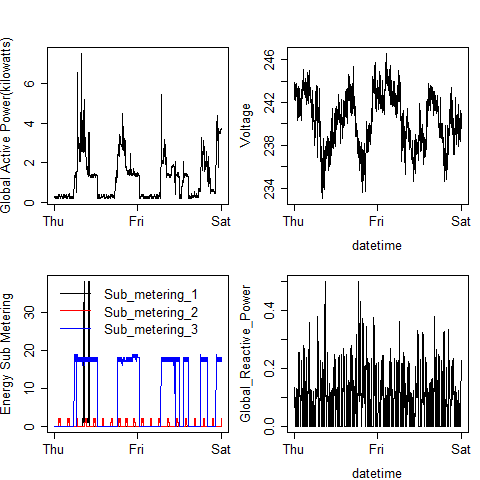 Global Active Power(kilowatts)
0 2 4 6
Thu Fri Sat
Voltage
234 238 242 246
Thu Fri Sat
datetime
Energy Sub Metering
0 10 20 30
Sub_metering_1
Sub_metering_2
Sub_metering_3
Thu Fri Sat
Global_Reactive_Power
0.0 0.2 0.4
Thu Fri Sat
datetime